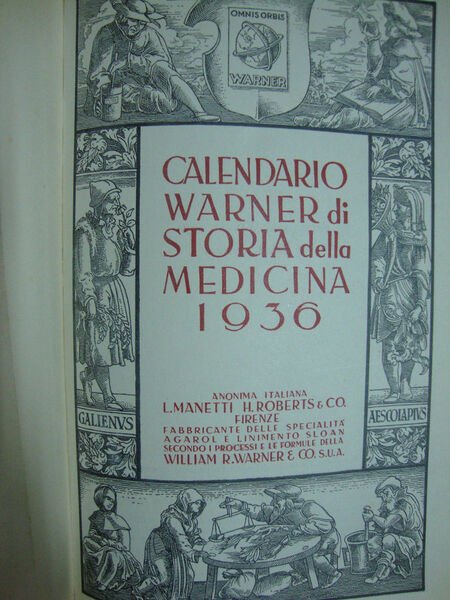 OMNIS ORBIS
WARNER
CALENDARIO
WARNER di
STORIA della
MEDICINA
1936
ANONIMA ITALIANA
L. MANETTI H. ROBERTS & CO.
FIRENZE
FABBRICANTE DELLE SPECIALITÀ
AGAROL E LINIMENTO SLOAN
SECONDO I PROCESSI E LE FORMULE DELLA
WILLIAM R. WARNER & CO. S.U.A.
GALIENVS
AESCOLAPIVS